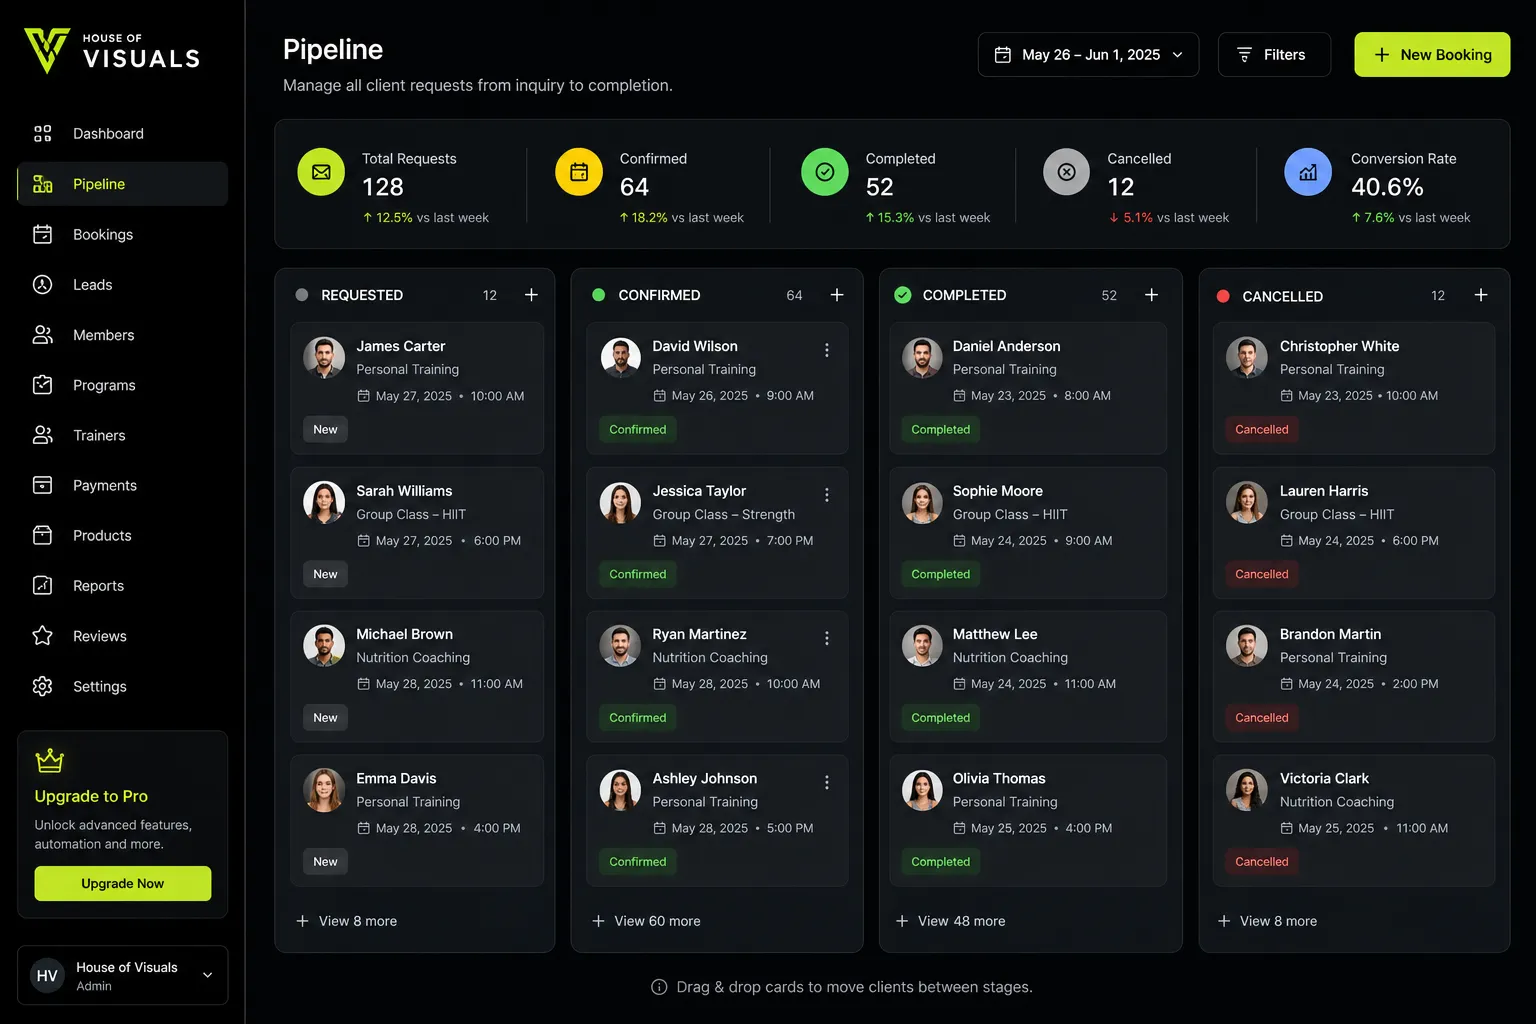 HOUSE OF
VISUALS
Dashboard
Pipeline
Bookings
Leads
Members
Programs
Trainers
Payments
Products
Reports
Reviews
Settings
Upgrade to Pro
Unlock advanced features,
automation and more.
Upgrade Now
HV
House of Visuals
Admin
Pipeline
Manage all client requests from inquiry to completion.
May 26 – Jun 1, 2025
Filters
+ New Booking
Total Requests
128
↑ 12.5% vs last week
Confirmed
64
↑ 18.2% vs last week
Completed
52
↑ 15.3% vs last week
Cancelled
12
↓ 5.1% vs last week
Conversion Rate
40.6%
↑ 7.6% vs last week
REQUESTED 12 +
James Carter
Personal Training
May 27, 2025 • 10:00 AM
New
Sarah Williams
Group Class – HIIT
May 27, 2025 • 6:00 PM
New
Michael Brown
Nutrition Coaching
May 28, 2025 • 11:00 AM
New
Emma Davis
Personal Training
May 28, 2025 • 4:00 PM
New
+ View 8 more
CONFIRMED 64 +
David Wilson
Personal Training
May 26, 2025 • 9:00 AM
Confirmed
Jessica Taylor
Group Class – Strength
May 27, 2025 • 7:00 PM
Confirmed
Ryan Martinez
Nutrition Coaching
May 28, 2025 • 10:00 AM
Confirmed
Ashley Johnson
Personal Training
May 28, 2025 • 5:00 PM
Confirmed
+ View 60 more
COMPLETED 52 +
Daniel Anderson
Personal Training
May 23, 2025 • 8:00 AM
Completed
Sophie Moore
Group Class – HIIT
May 24, 2025 • 9:00 AM
Completed
Matthew Lee
Nutrition Coaching
May 24, 2025 • 11:00 AM
Completed
Olivia Thomas
Personal Training
May 25, 2025 • 4:00 PM
Completed
+ View 48 more
CANCELLED 12 +
Christopher White
Personal Training
May 23, 2025 • 10:00 AM
Cancelled
Lauren Harris
Group Class – HIIT
May 24, 2025 • 6:00 PM
Cancelled
Brandon Martin
Personal Training
May 24, 2025 • 2:00 PM
Cancelled
Victoria Clark
Nutrition Coaching
May 25, 2025 • 11:00 AM
Cancelled
+ View 8 more
Drag & drop cards to move clients between stages.